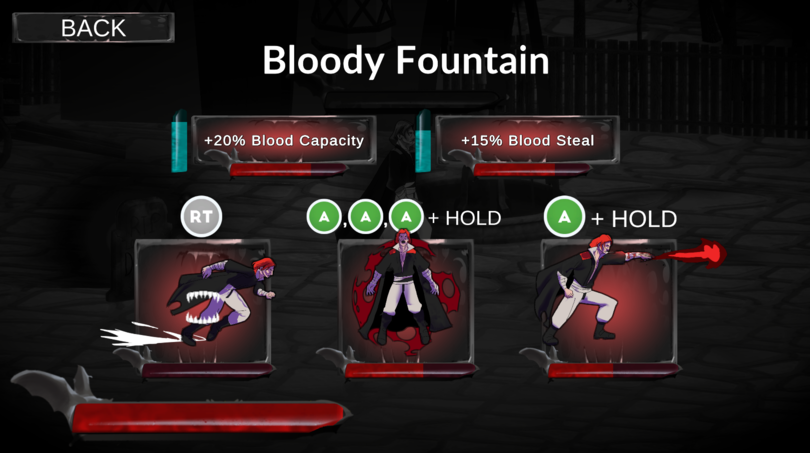 BACK
Bloody Fountain
+20% Blood Capacity
+15% Blood Steal
RT
A , A , A + HOLD
A + HOLD